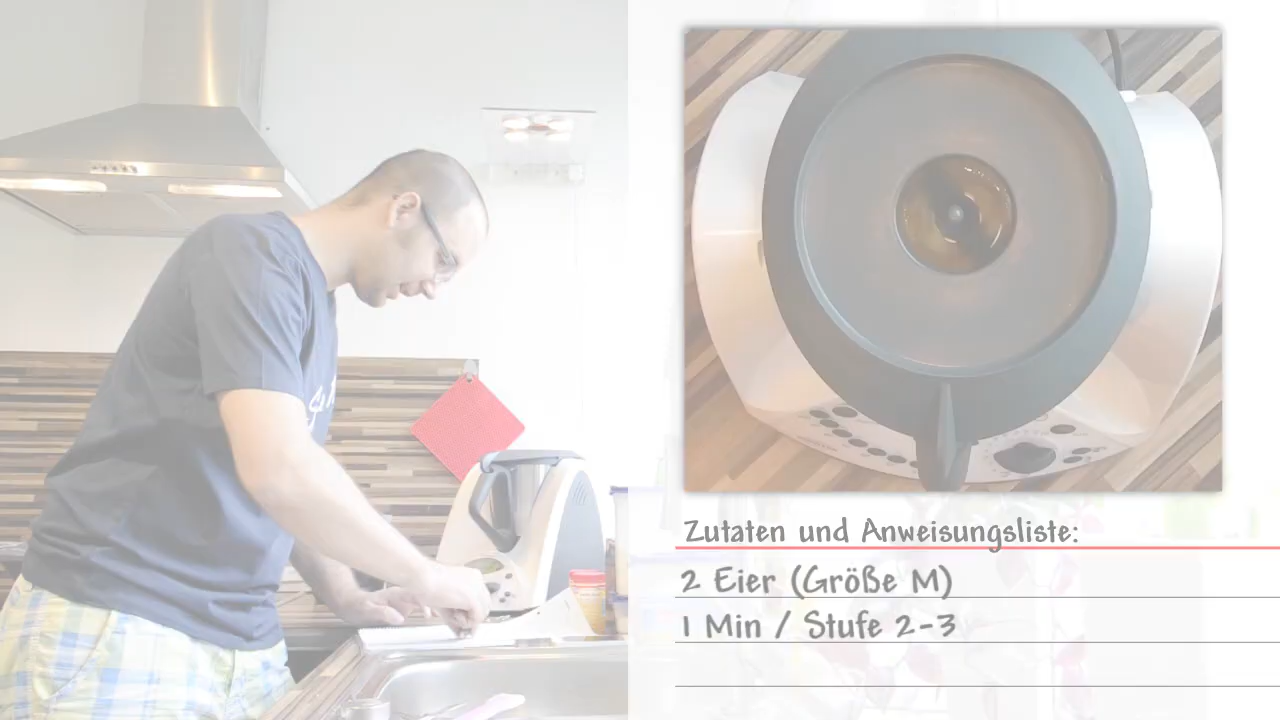 Zutaten und Anweisungsliste:
2 Eier (Größe M)
1 Min / Stufe 2-3